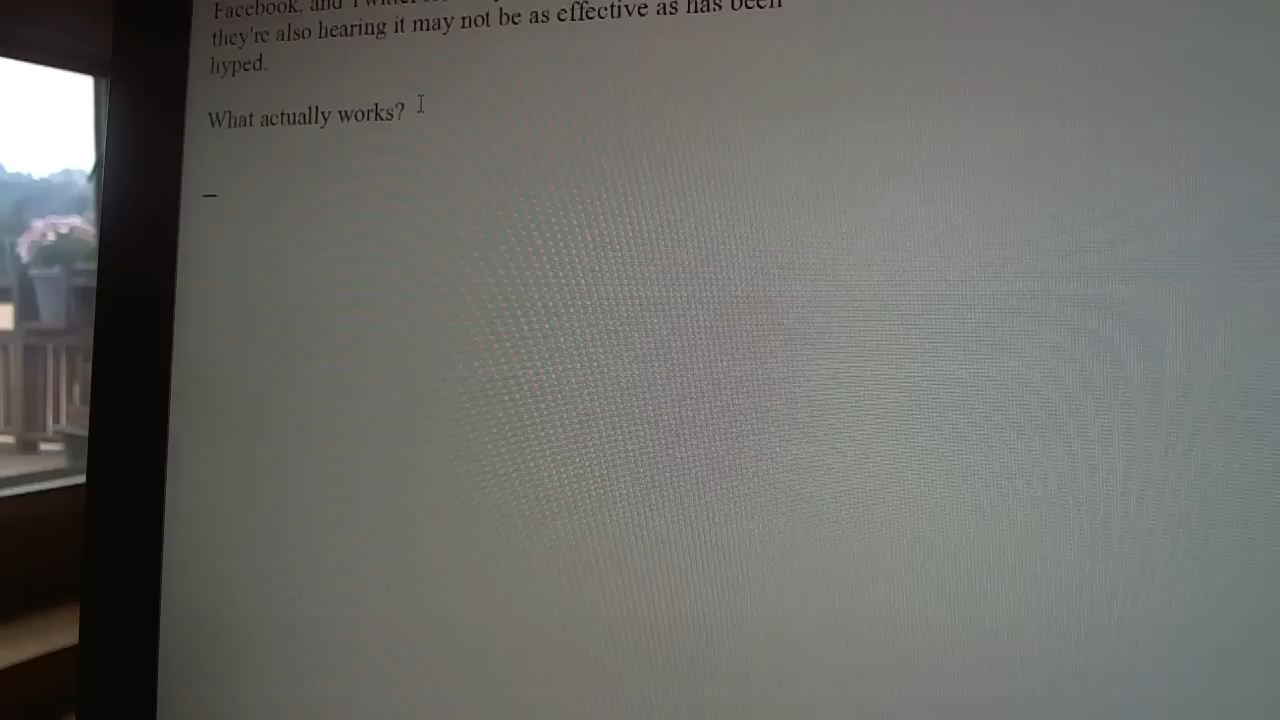 Facebook, and Twitter
they're also hearing it may not be as effective as has been
hyped.
What actually works?